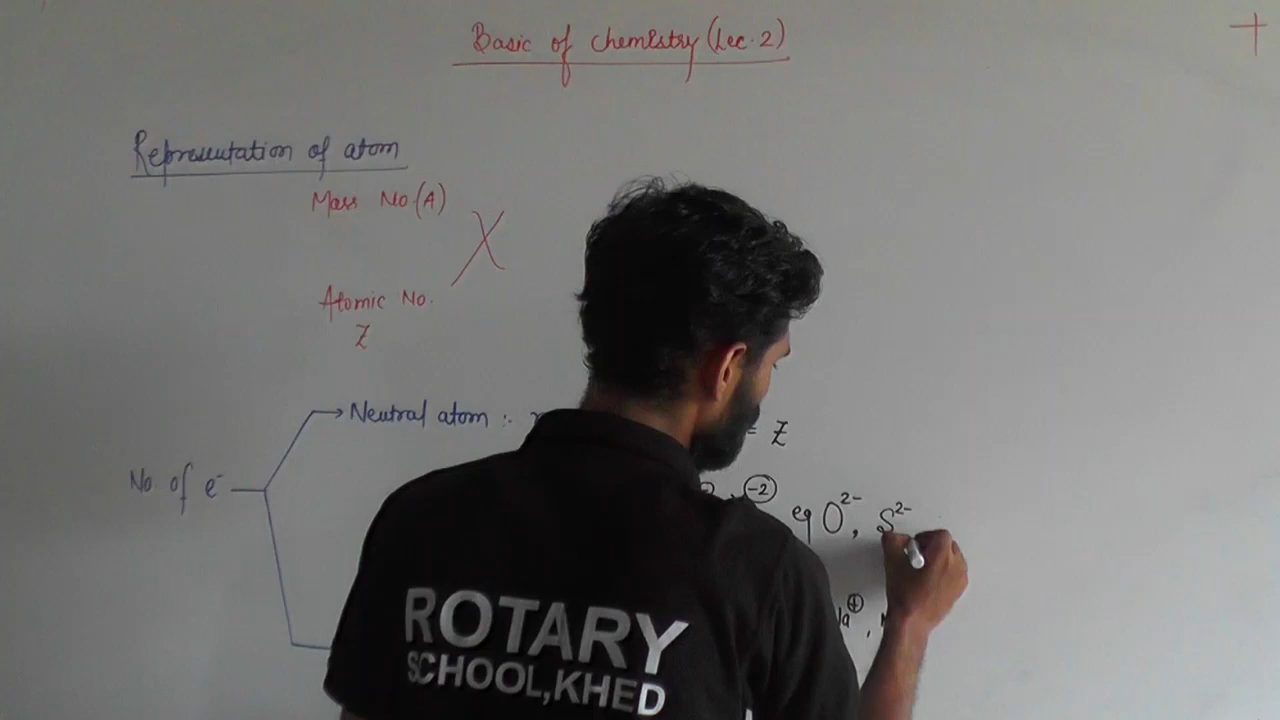 Basic of chemistry (Lec. 2)
+
Representation of atom
Mass No. (A)
X
Atomic No.
Z
Neutral atom :-
= Z
No. of e⁻
-2
eg O²⁻, S²⁻
a⊕,
ROTARY
SCHOOL,KHED